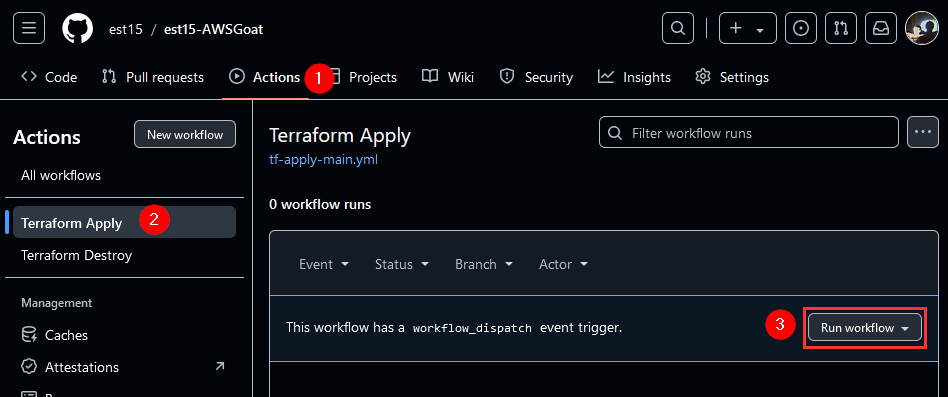 est15 / est15-AWSGoat
Code Pull requests Actions 1 Projects Wiki Security Insights Settings
Actions
New workflow
All workflows
Terraform Apply 2
Terraform Destroy
Management
Caches
Attestations
Terraform Apply
Filter workflow runs
tf-apply-main.yml
0 workflow runs
Event Status Branch Actor
This workflow has a workflow_dispatch event trigger.
3 Run workflow